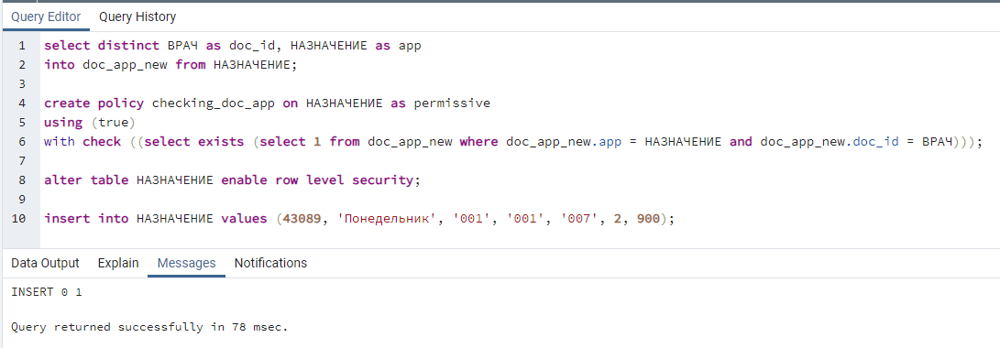 Query Editor Query History
1 select distinct ВРАЧ as doc_id, НАЗНАЧЕНИЕ as app
2 into doc_app_new from НАЗНАЧЕНИЕ;
3
4 create policy checking_doc_app on НАЗНАЧЕНИЕ as permissive
5 using (true)
6 with check ((select exists (select 1 from doc_app_new where doc_app_new.app = НАЗНАЧЕНИЕ and doc_app_new.doc_id = ВРАЧ)));
7
8 alter table НАЗНАЧЕНИЕ enable row level security;
9
10 insert into НАЗНАЧЕНИЕ values (43089, 'Понедельник', '001', '001', '007', 2, 900);
Data Output Explain Messages Notifications
INSERT 0 1
Query returned successfully in 78 msec.